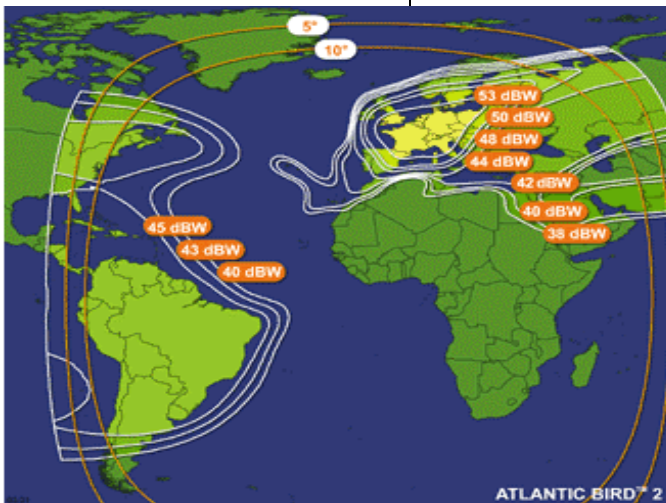 5°
10°
53 dBW
50 dBW
48 dBW
44 dBW
42 dBW
40 dBW
38 dBW
45 dBW
43 dBW
40 dBW
ATLANTIC BIRD™ 2